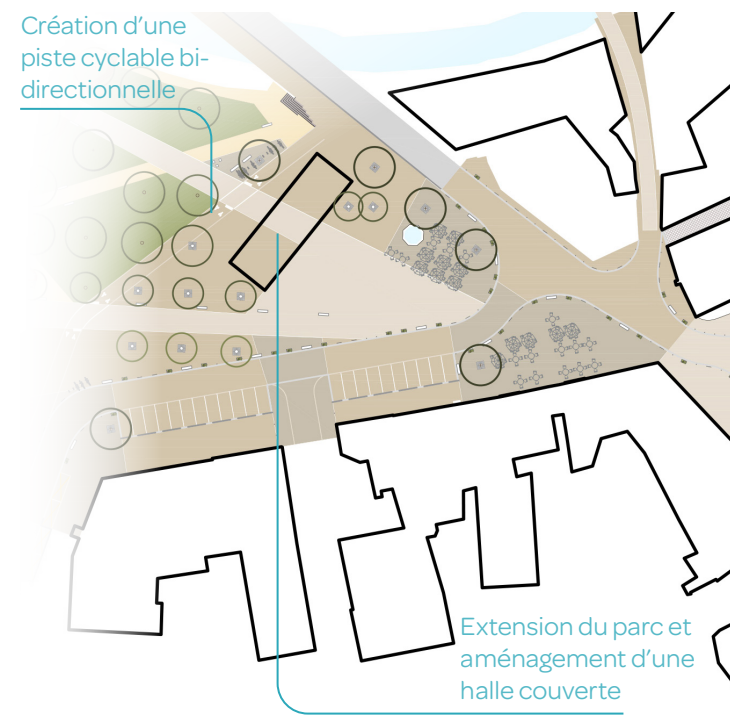 Création d’une
piste cyclable bi-
directionnelle
Extension du parc et
aménagement d’une
halle couverte